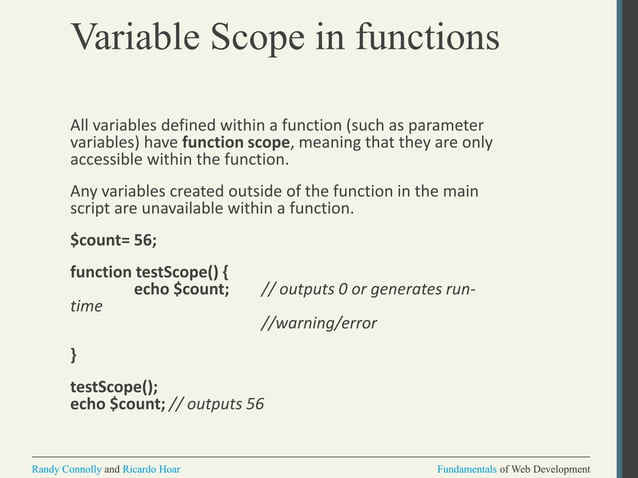 Variable Scope in functions
All variables defined within a function (such as parameter
variables) have function scope, meaning that they are only
accessible within the function.
Any variables created outside of the function in the main
script are unavailable within a function.
$count= 56;
function testScope() {
echo $count; // outputs 0 or generates run-
time
//warning/error
}
testScope();
echo $count; // outputs 56
Randy Connolly and Ricardo Hoar Fundamentals of Web Development